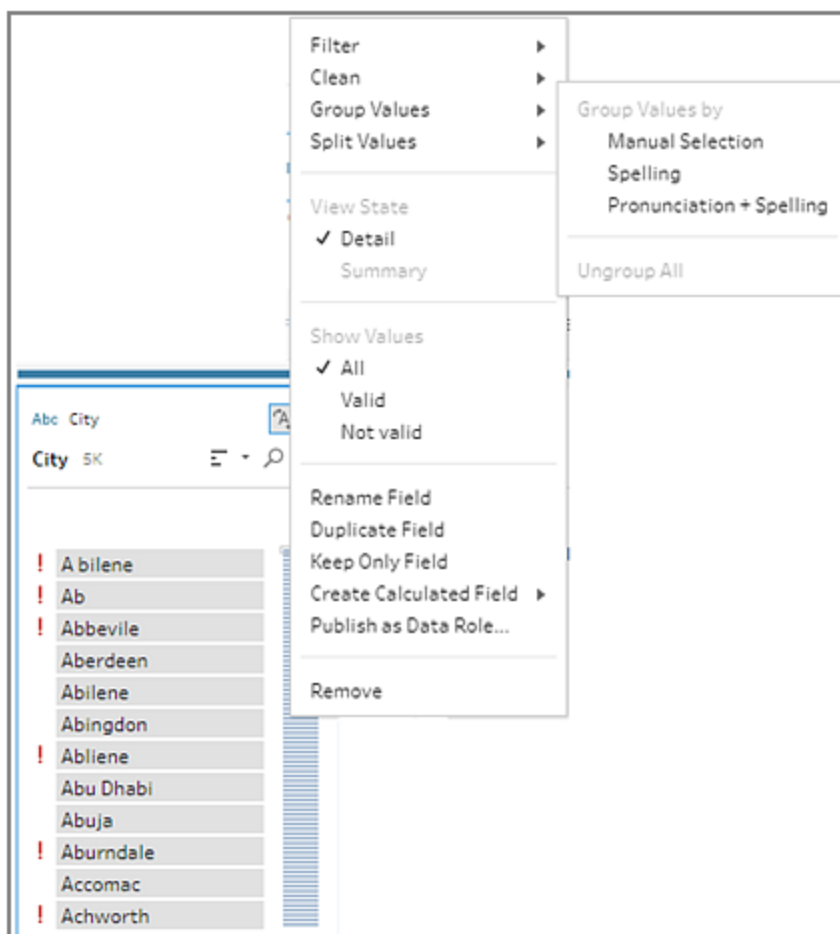 Filter
Clean
Group Values
Split Values
View State
Detail
Summary
Show Values
All
Valid
Not valid
Rename Field
Duplicate Field
Keep Only Field
Create Calculated Field
Publish as Data Role...
Remove
Group Values by
Manual Selection
Spelling
Pronunciation + Spelling
Ungroup All
Abc City
City 5K
! A bilene
! Ab
! Abbevile
Aberdeen
Abilene
Abingdon
! Abliene
Abu Dhabi
Abuja
! Aburndale
Accomac
! Achworth